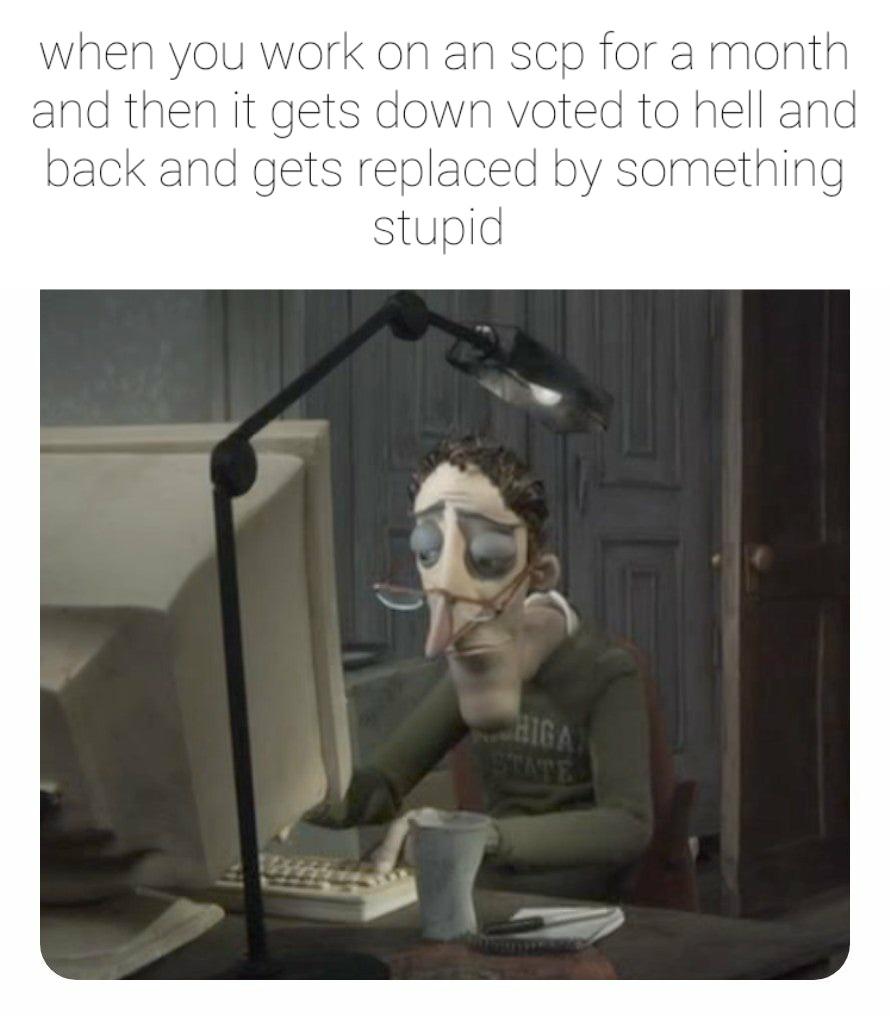 when you work on an scp for a month
and then it gets down voted to hell and
back and gets replaced by something
stupid
STATE